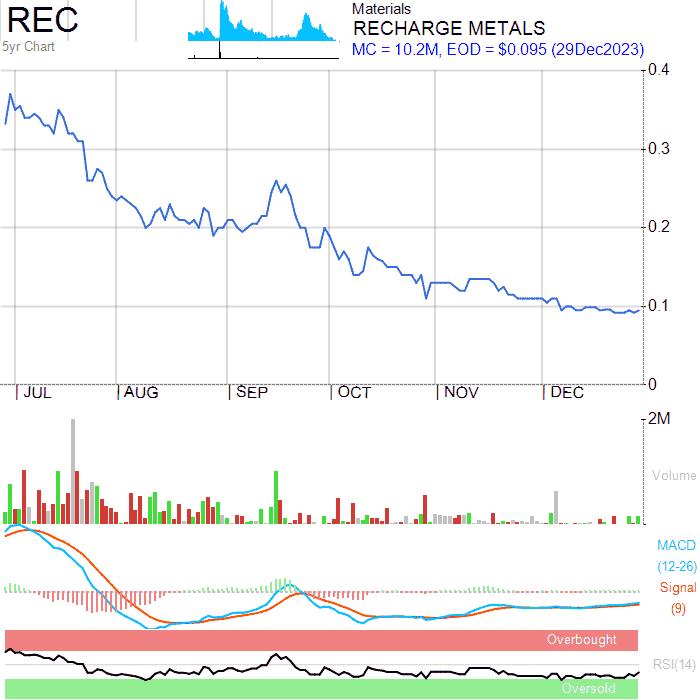 REC
5yr Chart
Materials
RECHARGE METALS
MC = 10.2M, EOD = $0.095 (29Dec2023)
0.4
0.3
0.2
0.1
0
JUL AUG SEP OCT NOV DEC
2M
Volume
MACD
(12-26)
Signal
(9)
Overbought
RSI(14)
Oversold